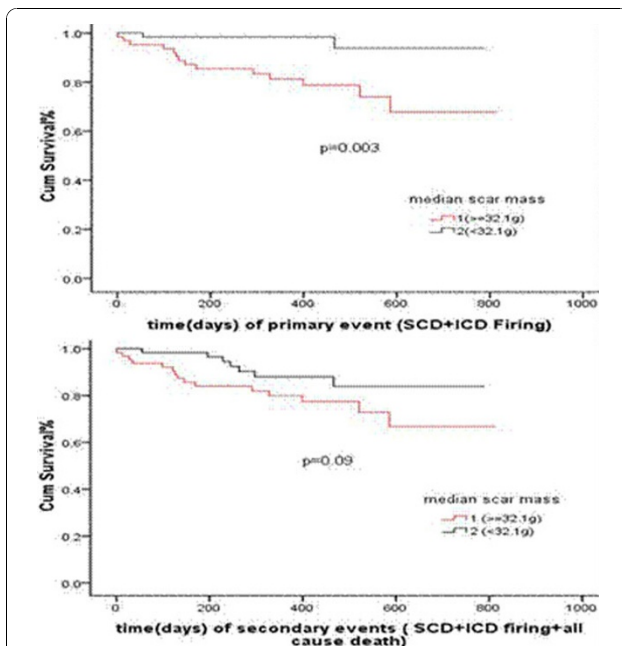 Cum Survival%
1.0
0.8
0.6
0.4
0.2
0.0
p=0.003
median scar mass
1(>=32.1g)
2(<32.1g)
0 200 400 600 800 1000
time(days) of primary event (SCD+ICD Firing)
Cum Survival%
1.0
0.8
0.6
0.4
0.2
0.0
p=0.09
median scar mass
1 (>=32.1g)
2 (<32.1g)
0 200 400 600 800 1000
time(days) of secondary events ( SCD+ICD firing+all
cause death)